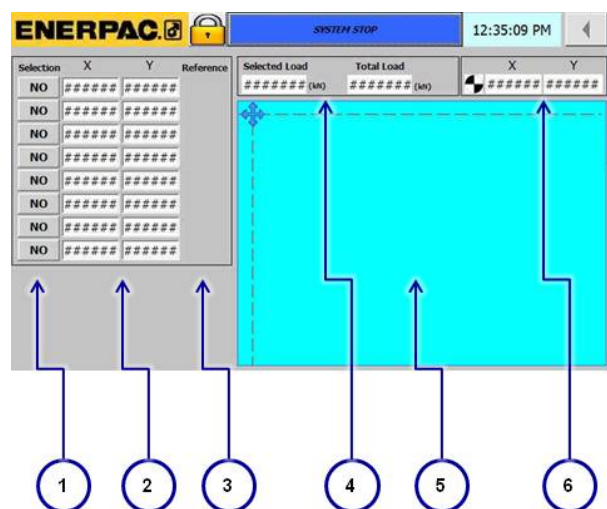 ENERPAC.
SYSTEM STOP
12:35:09 PM
Selection X Y Reference
NO ###### ######
NO ###### ######
NO ###### ######
NO ###### ######
NO ###### ######
NO ###### ######
NO ###### ######
NO ###### ######
Selected Load Total Load
####### (kN) ####### (kN)
X Y
###### ######
1 2 3 4 5 6